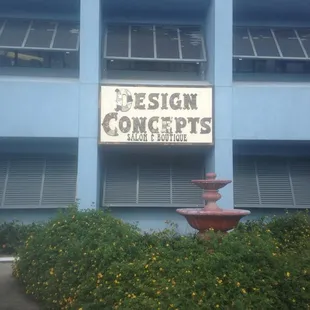 DESIGN
CONCEPTS
SALON & BOUTIQUE